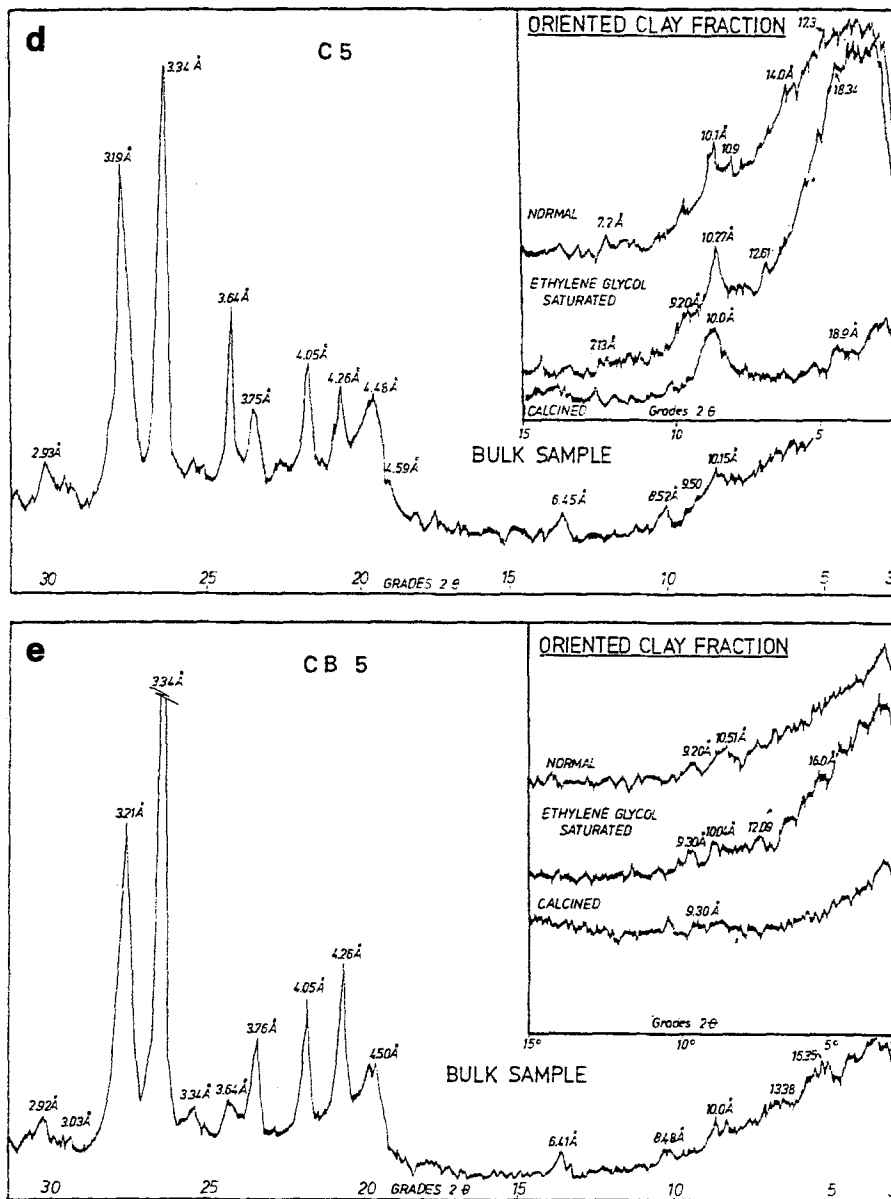 d
C 5
ORIENTED CLAY FRACTION
12.3
14.0Å
18.34
10.1Å
10.9
NORMAL
7.2 Å
10.27Å
12.61
ETHYLENE GLYCOL
SATURATED
9.20Å
7.13Å
10.0Å
18.9Å
CALCINED
Grades 2 θ
15 10 5
3.34Å
3.19Å
3.64Å
3.75Å
4.05Å
4.26Å
4.48Å
4.59Å
2.93Å
BULK SAMPLE
6.45Å
8.52Å
9.50
10.15Å
30 25 20 15 10 5 3
GRADES 2 θ
e
CB 5
ORIENTED CLAY FRACTION
9.20Å
10.51Å
NORMAL
ETHYLENE GLYCOL
SATURATED
9.30Å
10.04Å
12.09
16.0Å
CALCINED
9.30Å
Grades 2θ
15° 10° 5°
3.34Å
3.21Å
3.76Å
4.05Å
4.26Å
4.50Å
2.92Å
3.03Å
3.34Å
3.64Å
BULK SAMPLE
6.41Å
8.48Å
10.0Å
13.38
16.35
30 25 20 15 10 5
GRADES 2 θ